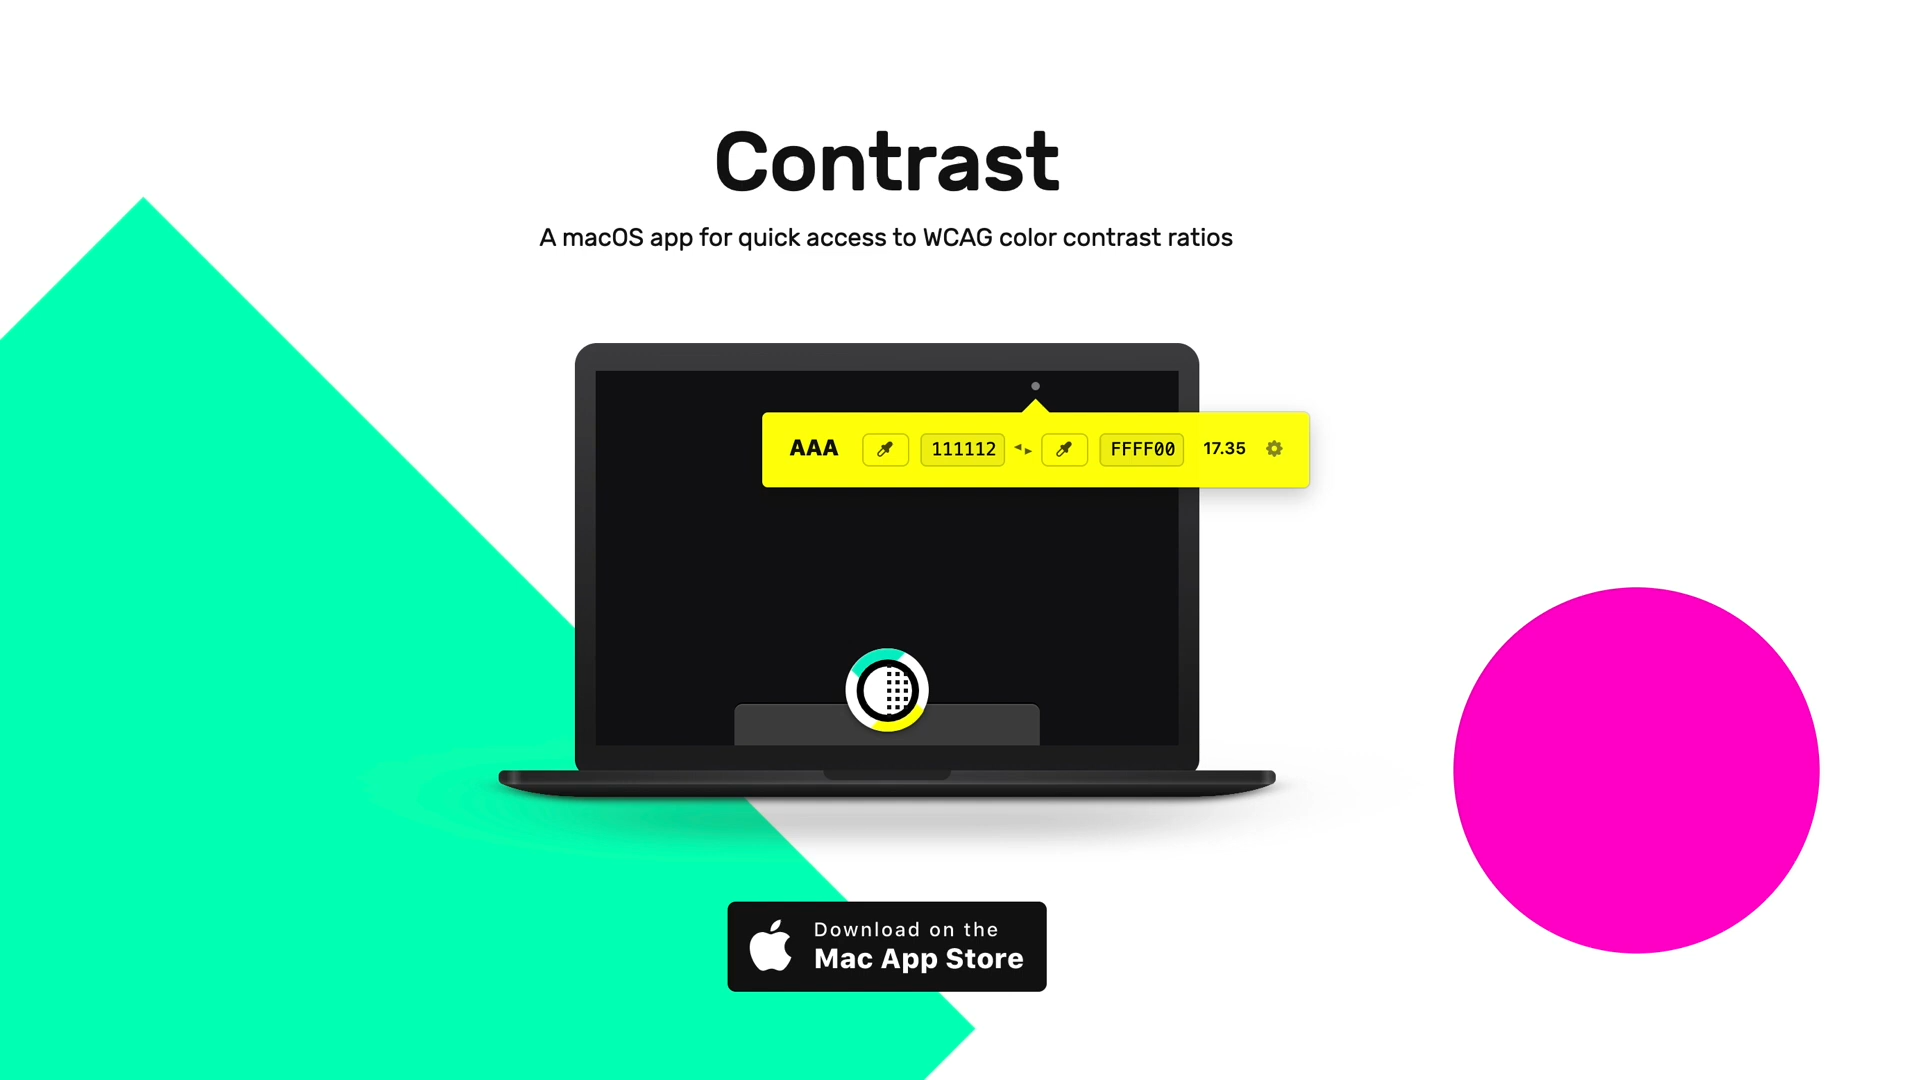 Contrast
A macOS app for quick access to WCAG color contrast ratios
AAA 111112 FFFF00 17.35
Download on the
Mac App Store